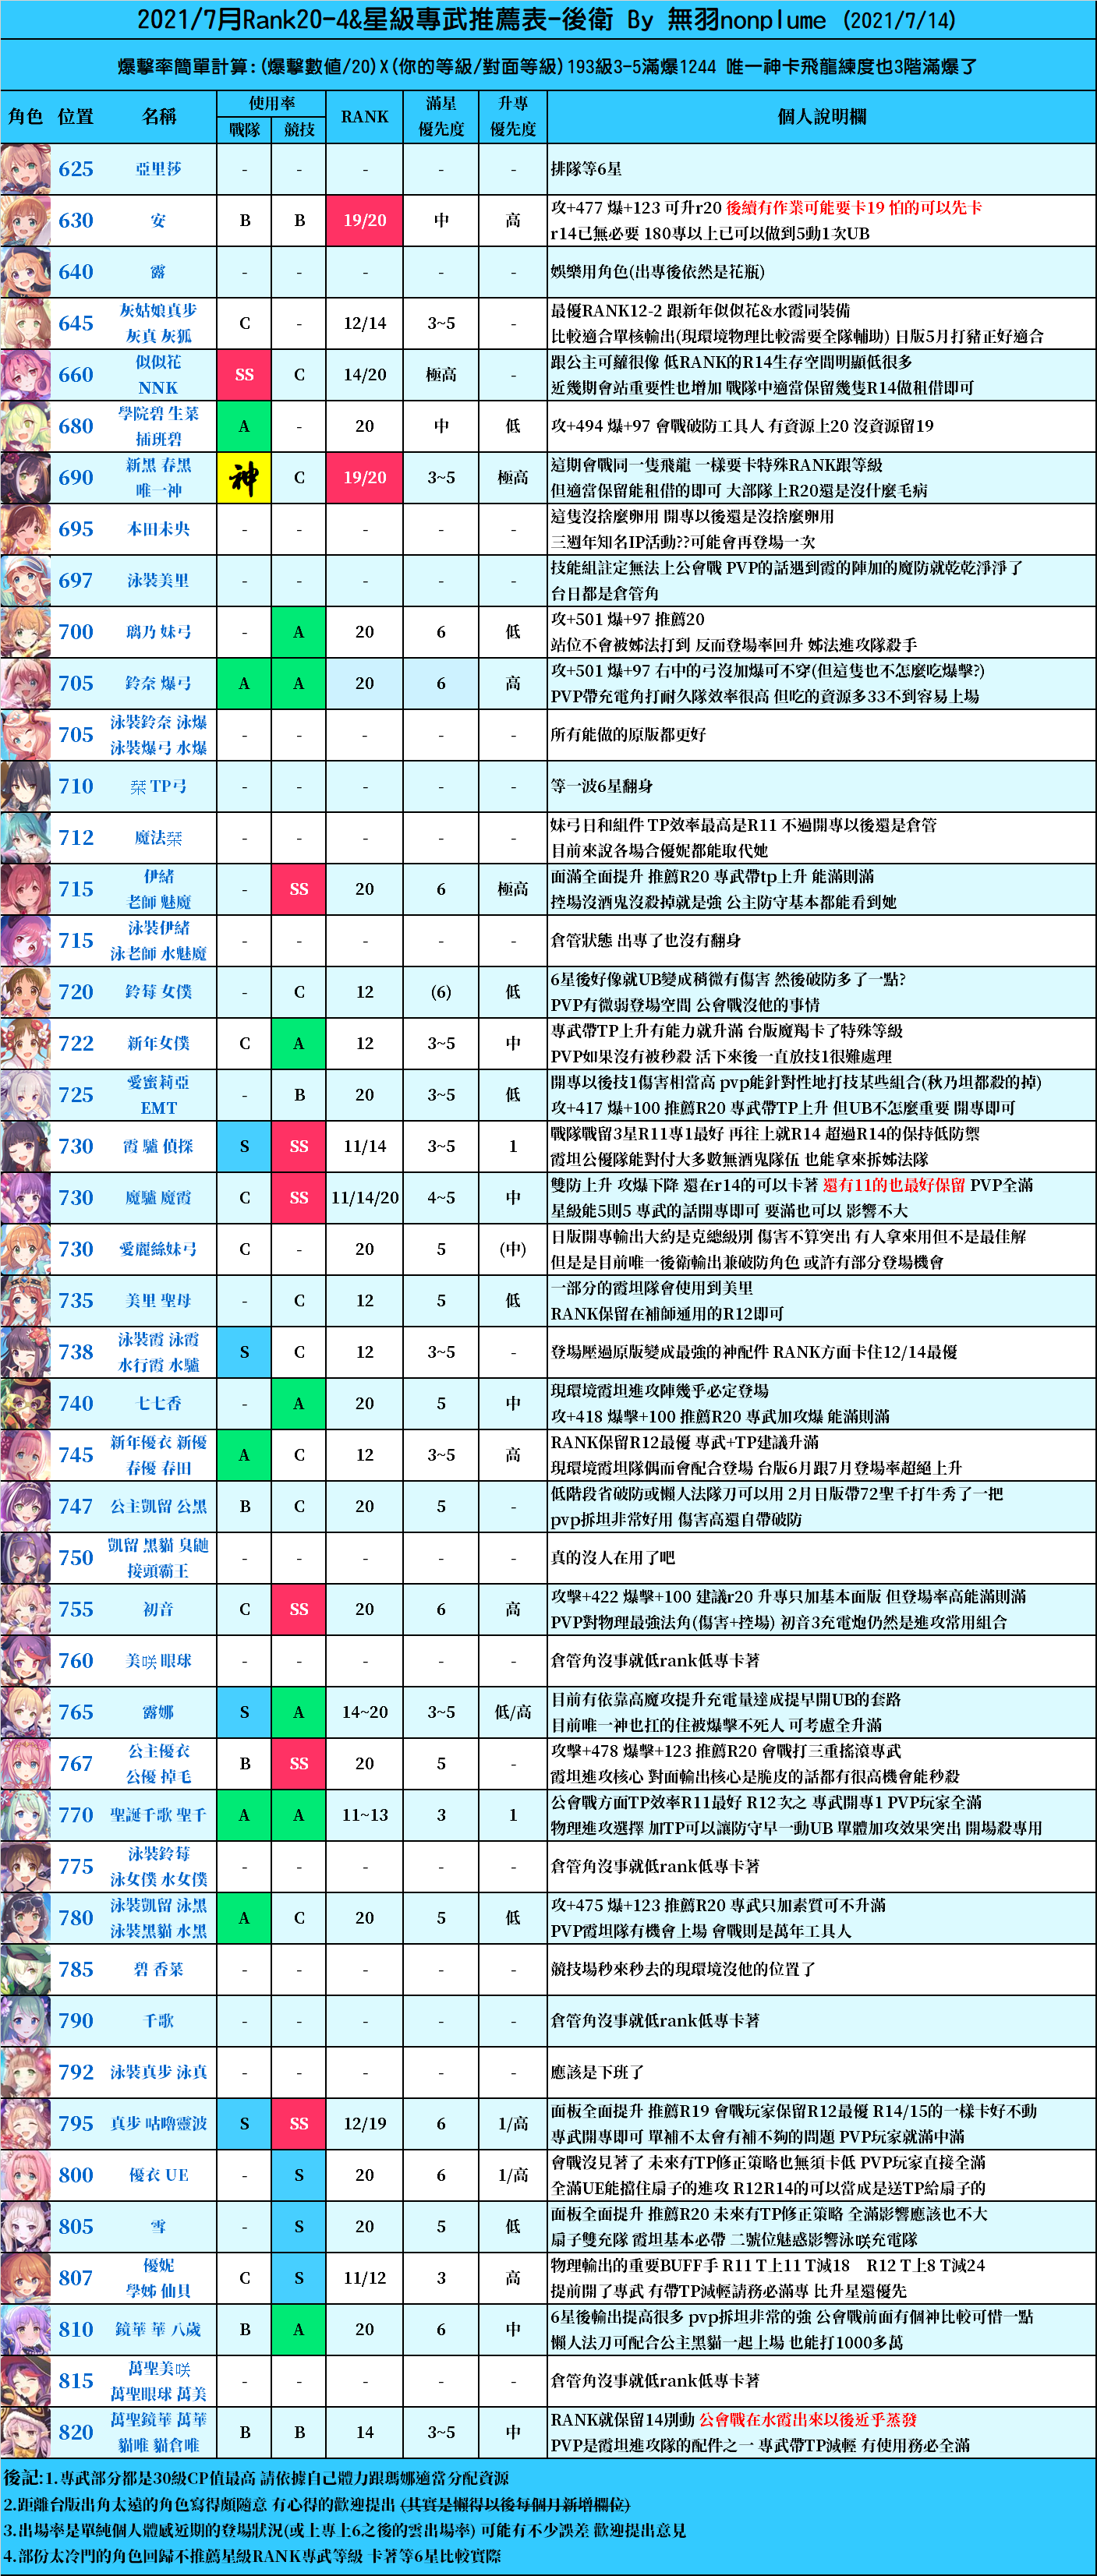 2021/7月Rank20-4&星級專武推薦表-後衛 By 無羽nonplume (2021/7/14)
爆擊率簡單計算:(爆擊數值/20)X(你的等級/對面等級)193級3-5滿爆1244 唯一神卡飛龍練度也3階滿爆了
角色 位置 名稱 使用率 戰隊 競技 RANK 滿星優先度 升專優先度 個人說明欄
625 亞里莎 - - - - - 排隊等6星
630 安 B B 19/20 中 高 攻+477 爆+123 可升r20 後續有作業可能要卡19 怕的可以先卡
r14已無必要 180專以上已可以做到5動1次UB
640 露 - - - - - 娛樂用角色(出專後依然是花瓶)
645 灰姑娘真步 灰真 灰狐 C - 12/14 3~5 - 最優RANK12-2 跟新年似似花&水霞同裝備
比較適合單核輸出(現環境物理比較需要全隊輔助) 日版5月打豬正好適合
660 似似花 NNK SS C 14/20 極高 - 跟公主可蘿很像 低RANK的R14生存空間明顯低很多
近幾期會站重要性也增加 戰隊中適當保留幾隻R14做租借即可
680 學院碧 生菜 插班碧 A - 20 中 低 攻+494 爆+97 會戰破防工具人 有資源上20 沒資源留19
690 新黑 春黑 唯一神 神 C 19/20 3~5 極高 這期會戰同一隻飛龍 一樣要卡特殊RANK跟等級
但適當保留能租借的即可 大部隊上R20還是沒什麼毛病
695 本田未央 - - - - - 這隻沒捨麼卵用 開專以後還是沒捨麼卵用
三週年知名IP活動??可能會再登場一次
697 泳裝美里 - - - - - 技能組註定無法上公會戰 PVP的話遇到霞的陣加的魔防就乾乾淨淨了
台日都是倉管角
700 璃乃 妹弓 - A 20 6 低 攻+501 爆+97 推薦20
站位不會被姊法打到 反而登場率回升 姊法進攻隊殺手
705 鈴奈 爆弓 A A 20 6 高 攻+501 爆+97 右中的弓沒加爆可不穿(但這隻也不怎麼吃爆擊?)
PVP帶充電角打耐久隊效率很高 但吃的資源多33不到容易上場
705 泳裝鈴奈 泳爆 泳裝爆弓 水爆 - - - - - 所有能做的原版都更好
710 栞 TP弓 - - - - - 等一波6星翻身
712 魔法栞 - - - - - 妹弓日和組件 TP效率最高是R11 不過開專以後還是倉管
目前來說各場合優妮都能取代她
715 伊緒 老師 魅魔 - SS 20 6 極高 面滿全面提升 推薦R20 專武帶tp上升 能滿則滿
控場沒酒鬼沒殺掉就是強 公主防守基本都能看到她
715 泳裝伊緒 泳老師 水魅魔 - - - - - 倉管狀態 出專了也沒有翻身
720 鈴莓 女僕 - C 12 (6) 低 6星後好像就UB變成稍微有傷害 然後破防多了一點?
PVP有微弱登場空間 公會戰沒他的事情
722 新年女僕 C A 12 3~5 中 專武帶TP上升有能力就升滿 台版魔羯卡了特殊等級
PVP如果沒有被秒殺 活下來後一直放技1很難處理
725 愛蜜莉亞 EMT - B 20 3~5 高 開專以後技1傷害相當高 pvp能針對性地打技某些組合(秋乃坦都殺的掉)
攻+417 爆+100 推薦R20 專武帶TP上升 但UB不怎麼重要 開專即可
730 霞 驢 偵探 S SS 11/14 3~5 1 戰隊戰留3星R11專1最好 再往上就R14 超過R14的保持低防禦
霞坦公優隊能對付大多數無酒鬼隊伍 也能拿來拆姊法隊
730 魔驢 魔霞 C SS 11/14/20 4~5 中 雙防上升 攻爆下降 還在r14的可以卡著 還有11的也最好保留 PVP全滿
星級能5則5 專武的話開專即可 要滿也可以 影響不大
730 愛麗絲妹弓 C - 20 5 (中) 日版開專輸出大約是克總級別 傷害不算突出 有人拿來用但不是最佳解
但是是目前唯一後衛輸出兼破防角色 或許有部分登場機會
735 美里 聖母 - C 12 5 低 一部分的霞坦隊會使用到美里
RANK保留在補師通用的R12即可
738 泳裝霞 泳霞 水行霞 水驢 S C 12 3~5 - 登場壓過原版變成最強的神配件 RANK方面卡住12/14最優
740 七七香 - A 20 5 中 現環境霞坦進攻陣幾乎必定登場
攻+418 爆擊+100 推薦R20 專武加攻爆 能滿則滿
745 新年優衣 新優 春優 春田 A C 12 3~5 高 RANK保留R12最優 專武+TP建議升滿
現環境霞坦隊偶而會配合登場 台版6月跟7月登場率超絕上升
747 公主凱留 公黑 B C 20 5 - 低階段省破防或懶人法隊刀可以用 2月日版帶72聖千打牛秀了一把
pvp拆坦非常好用 傷害高還自帶破防
750 凱留 黑貓 臭鼬 接頭霸王 - - - - - 真的沒人在用了吧
755 初音 C SS 20 6 高 攻擊+422 爆擊+100 建議r20 升專只加基本面版 但登場率高能滿則滿
PVP對物理最強法角(傷害+控場) 初音3充電炮仍然是進攻常用組合
760 美咲 眼球 - - - - - 倉管角沒事就低rank低專卡著
765 露娜 S A 14~20 3~5 低/高 目前有依靠高魔攻提升充電量達成提早開UB的套路
目前唯一神也扛的住被爆擊不死人 可考慮全升滿
767 公主優衣 公優 掉毛 B SS 20 5 - 攻擊+478 爆擊+123 推薦R20 會戰打三重搖滾專武
霞坦進攻核心 對面輸出核心是脆皮的話都有很高機會能秒殺
770 聖誕千歌 聖千 A A 11~13 3 1 公會戰方面TP效率R11最好 R12次之 專武開專1 PVP玩家全滿
物理進攻選擇 加TP可以讓防守早一動UB 單體加攻效果突出 開場殺專用
775 泳裝鈴莓 泳女僕 水女僕 - - - - - 倉管角沒事就低rank低專卡著
780 泳裝凱留 泳黑 泳裝黑貓 水黑 A C 20 5 低 攻+475 爆+123 推薦R20 專武只加素質可不升滿
PVP霞坦隊有機會上場 會戰則是萬年工具人
785 碧 香菜 - - - - - 競技場秒來秒去的現環境沒他的位置了
790 千歌 - - - - - 倉管角沒事就低rank低專卡著
792 泳裝真步 泳真 - - - - - 應該是下班了
795 真步 咕嚕靈波 S SS 12/19 6 1/高 面板全面提升 推薦R19 會戰玩家保留R12最優 R14/15的一樣卡好不動
專武開專即可 單補不太會有補不夠的問題 PVP玩家就滿中滿
800 優衣 UE - S 20 6 1/高 會戰沒見著了 未來有TP修正策略也無須卡低 PVP玩家直接全滿
全滿UE能擋住扇子的進攻 R12R14的可以當成是送TP給扇子的
805 雪 - S 20 5 低 面板全面提升 推薦R20 未來有TP修正策略 全滿影響應該也不大
扇子雙充隊 霞坦基本必帶 二號位魅惑影響泳咲充電隊
807 優妮 學姊 仙貝 C S 11/12 3 高 物理輸出的重要BUFF手 R11 T上11 T減18 R12 T上8 T減24
提前開了專武 有帶TP減輕請務必滿專 比升星還優先
810 鏡華 華 八歲 B A 20 6 中 6星後輸出提高很多 pvp拆坦非常的強 公會戰前面有個神比較可惜一點
懶人法刀可配合公主黑貓一起上場 也能打1000多萬
815 萬聖美咲 萬聖眼球 萬美 - - - - - 倉管角沒事就低rank低專卡著
820 萬聖鏡華 萬華 貓唯 貓倉唯 B B 14 3~5 中 RANK就保留14別動 公會戰在水霞出來以後近乎蒸發
PVP是霞坦進攻隊的配件之一 專武帶TP減輕 有使用務必全滿
後記:1.專武部分都是30級CP值最高 請依據自己體力跟瑪娜適當分配資源
2.距離台版出角太遠的角色寫得頗隨意 有心得的歡迎提出 (其實是懶得以後每個月新增欄位)
3.出場率是單純個人體感近期的登場狀況(或上專上6之後的雲出場率) 可能有不少誤差 歡迎提出意見
4.部份太冷門的角色回歸不推薦星級RANK專武等級 卡著等6星比較實際